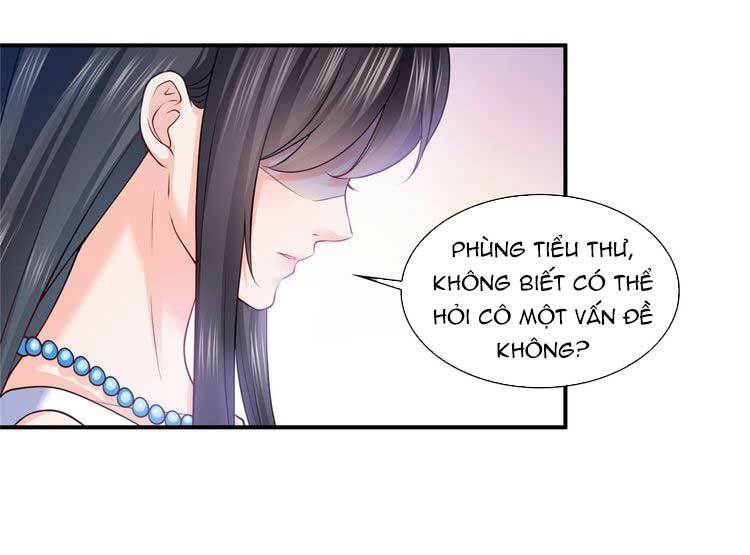 PHÙNG TIỂU THƯ,
KHÔNG BIẾT CÓ THỂ
HỎI CÔ MỘT VẤN ĐỀ
KHÔNG?